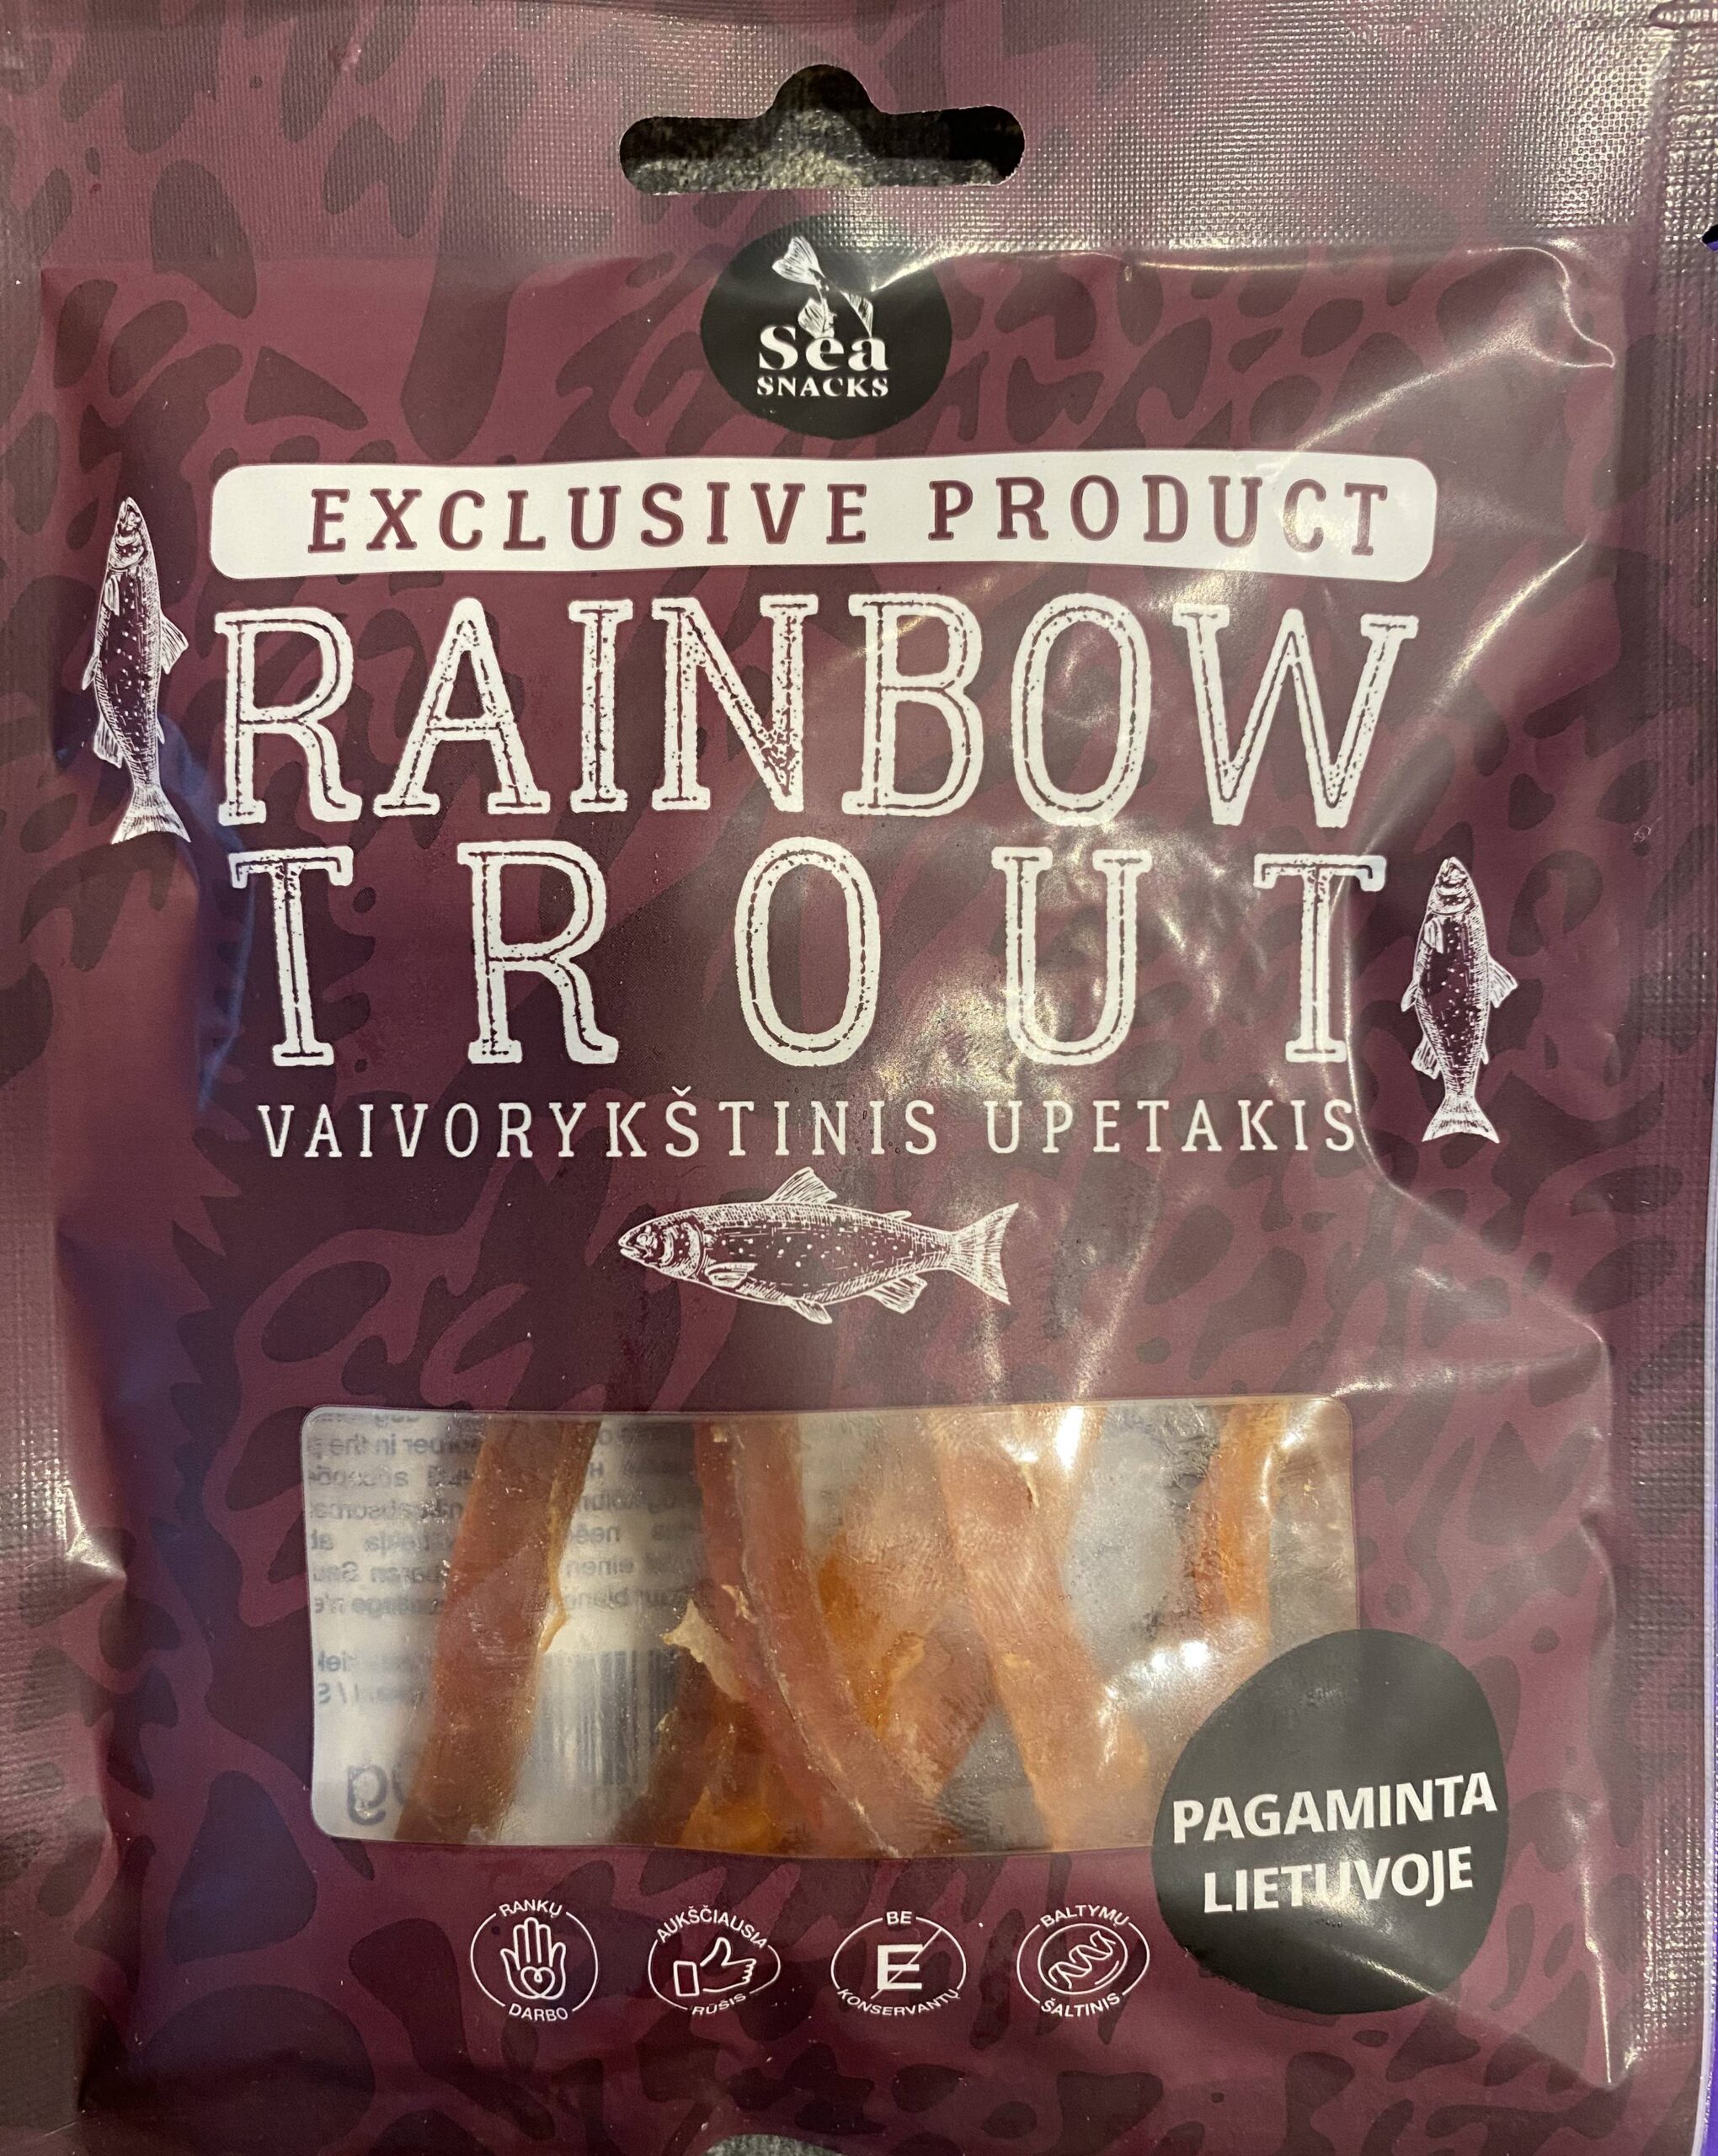 Sea
SNACKS
EXCLUSIVE PRODUCT
RAINBOW
TROUT
VAIVORYKŠTINIS UPETAKIS
PAGAMINTA
LIETUVOJE
RANKŲ
DARBO
AUKŠČIAUSIA
RŪŠIS
BE
E
KONSERVANTŲ
BALTYMŲ
ŠALTINIS